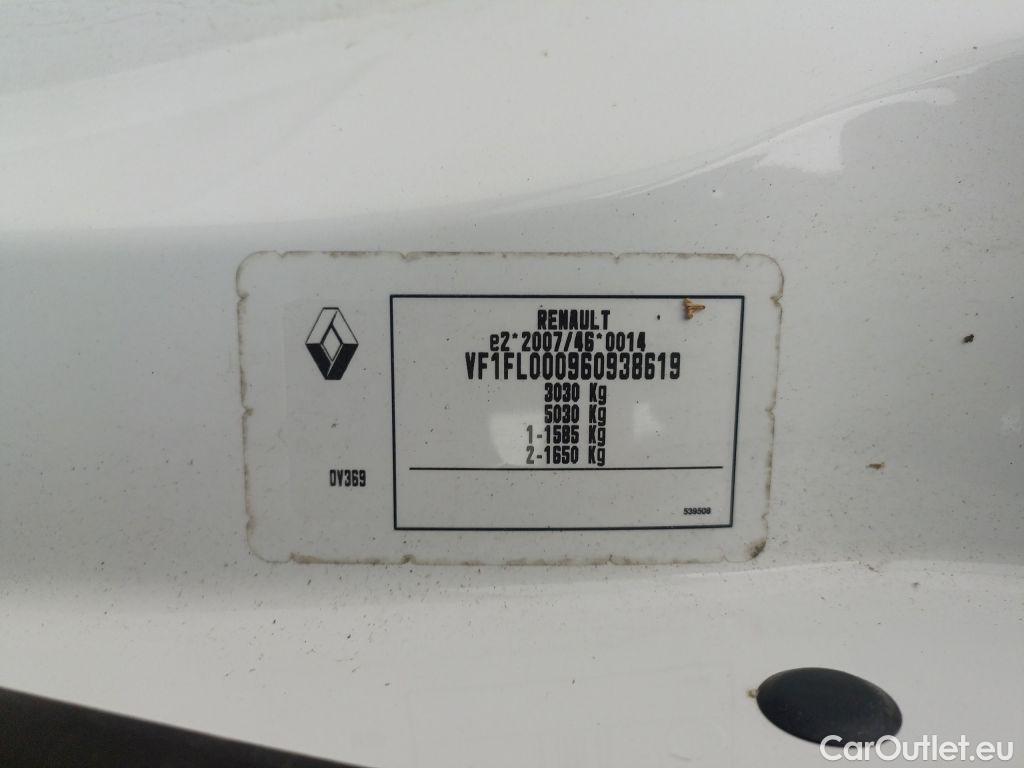 RENAULT
e2*2007/46*0014
VF1FL000960938619
3030 Kg
5030 Kg
1-1585 Kg
2-1650 Kg
DV369
539508
CarOutlet.eu